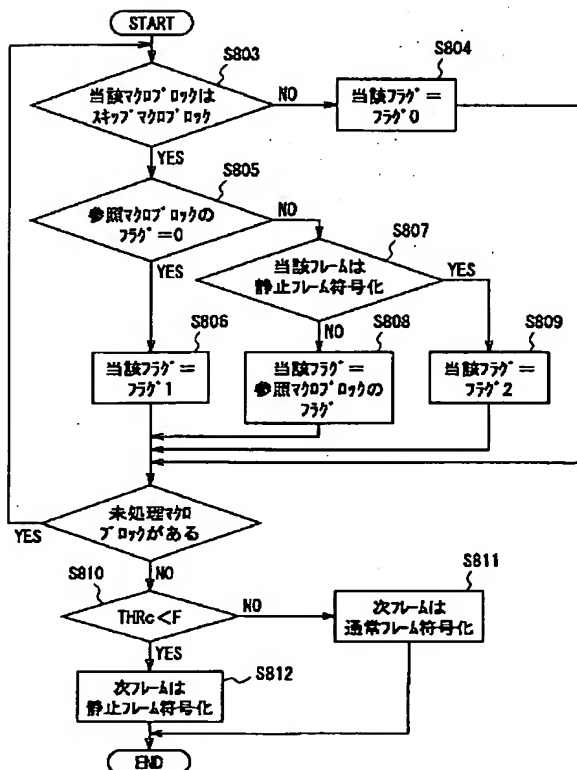 START
S803
当該マクロブロックは
スキップマクロブロック
NO
YES
S804
当該フラグ=
フラグ0
S805
参照マクロブロックの
フラグ=0
NO
YES
S807
当該フレームは
静止フレーム符号化
YES
NO
S806
当該フラグ=
フラグ1
S808
当該フラグ=
参照マクロブロックの
フラグ
S809
当該フラグ=
フラグ2
未処理マクロ
ブロックがある
YES
NO
S810
THRc<F
NO
YES
S811
次フレームは
通常フレーム符号化
S812
次フレームは
静止フレーム符号化
END